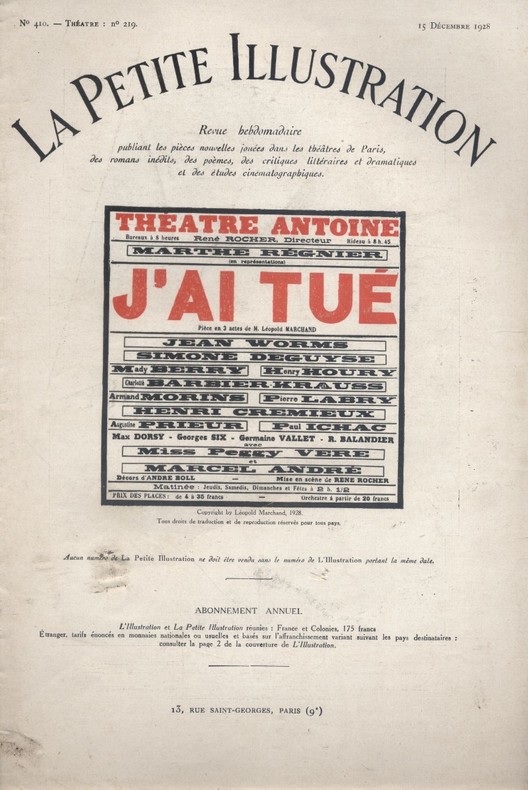 Nº 410. — Théatre : nº 219.
15 Décembre 1928
LA PETITE ILLUSTRATION
Revue hebdomadaire
publiant les pièces nouvelles jouées dans les théâtres de Paris,
des romans inédits, des poèmes, des critiques littéraires et dramatiques
et des études cinématographiques.
THÉATRE ANTOINE
Bureaux à 8 heures René ROCHER, Directeur Rideau à 8 h. 45
MARTHE RÉGNIER
(en représentations)
J'AI TUÉ
Pièce en 3 actes de M. Léopold MARCHAND
JEAN WORMS
SIMONE DEGUYSE
Mady BERRY Henry HOURY
Charlotte BARBIER KRAUSS
Armand MORINS Pierre LABRY
HENRI CREMIEUX
Augustine PRIEUR Paul ICHAC
Max DORSY - Georges SIX - Germaine VALLET - R. BALANDIER
avec
Miss Peggy VERE
et
MARCEL ANDRÉ
Décors d'ANDRE BOLL — Mise en scène de RENE ROCHER
Matinée : Jeudis, Samedis, Dimanches et Fêtes à 2 h. 1/2
PRIX DES PLACES: de 4 à 35 francs — Orchestre à partir de 20 francs
Copyright by Léopold Marchand, 1928.
Tous droits de traduction et de reproduction réservés pour tous pays.
Aucun numéro de La Petite Illustration ne doit être vendu sans le numéro de L'Illustration portant la même date.
ABONNEMENT ANNUEL
L'Illustration et La Petite Illustration réunies : France et Colonies, 175 francs
Étranger, tarifs énoncés en monnaies nationales ou usuelles et basés sur l'affranchissement variant suivant les pays destinataires :
consulter la page 2 de la couverture de L'Illustration.
13, RUE SAINT-GEORGES, PARIS (9ᵉ)